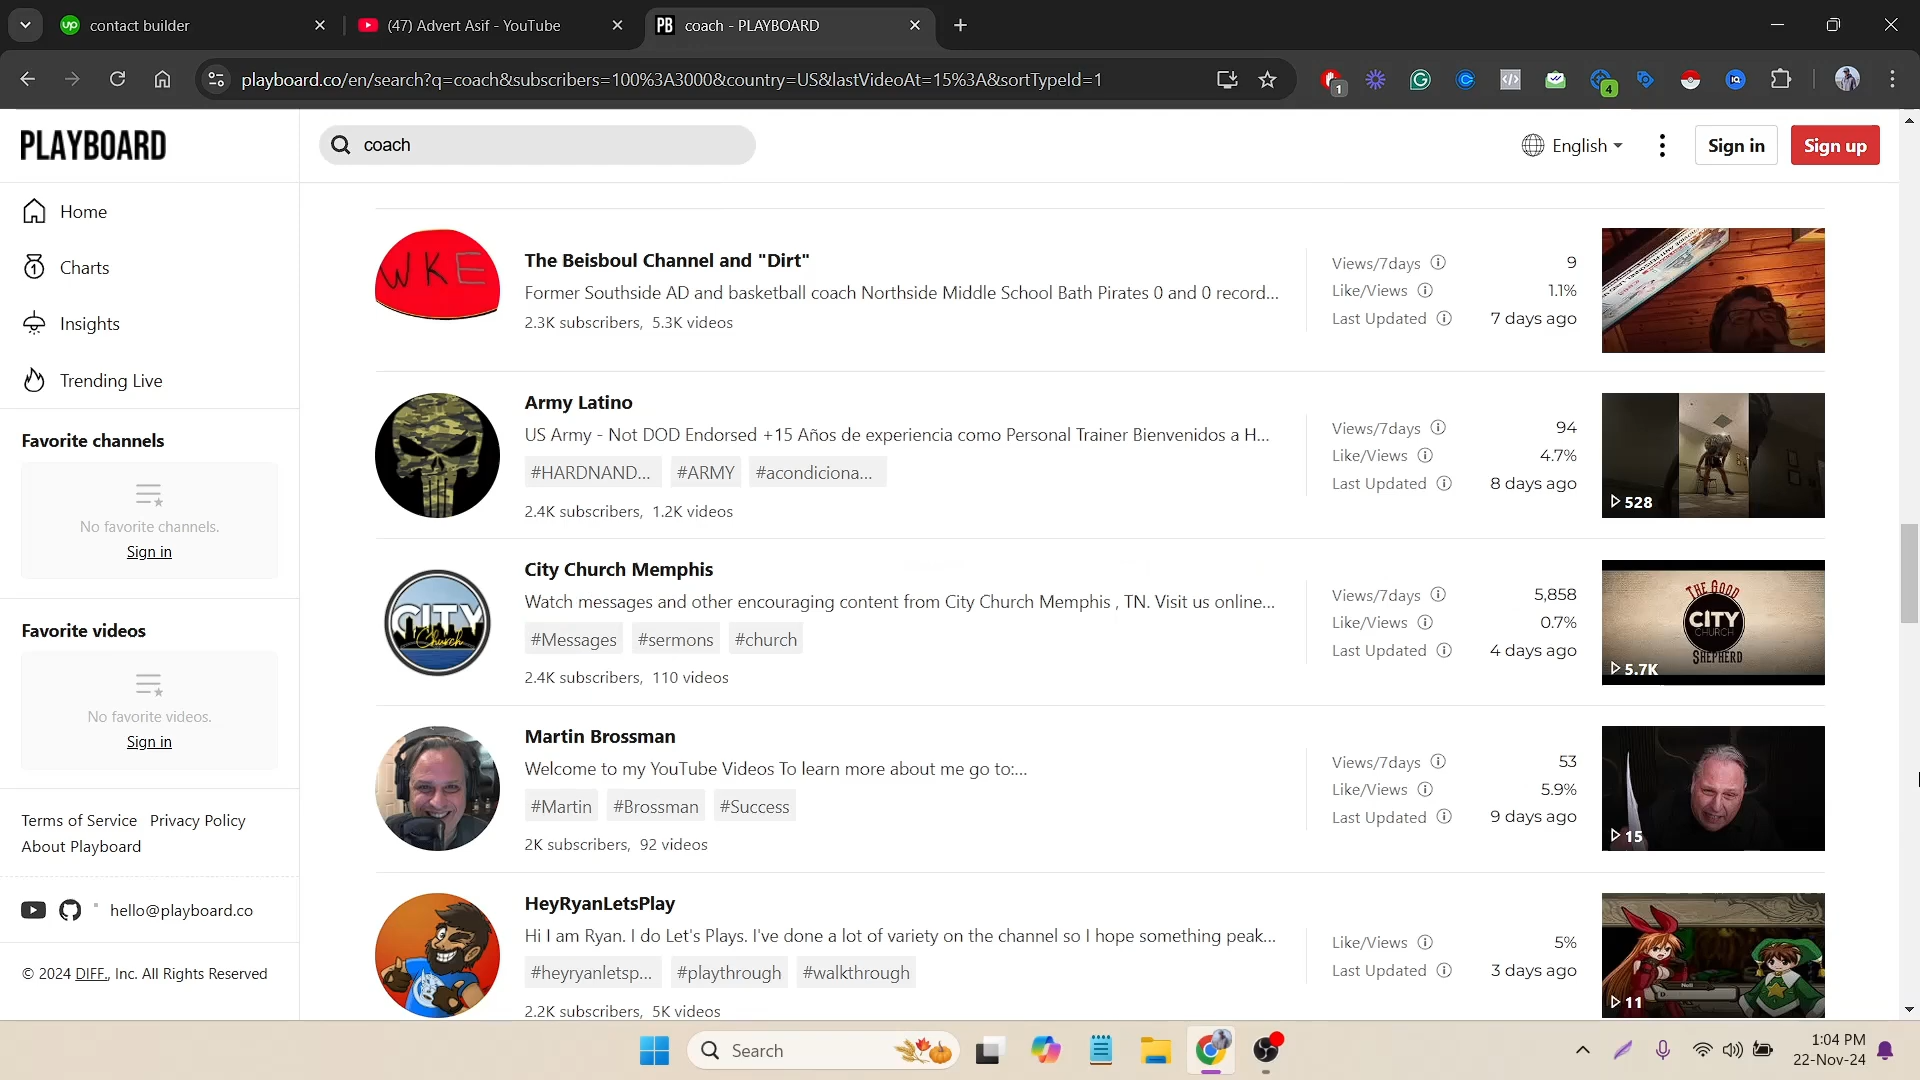 contact builder
(47) Advert Asif - YouTube
PB coach - PLAYBOARD
playboard.co/en/search?q=coach&subscribers=100%3A3000&country=US&lastVideoAt=15%3A&sortTypeId=1
PLAYBOARD
coach
English
Sign in
Sign up
Home
Charts
Insights
Trending Live
Favorite channels
No favorite channels.
Sign in
Favorite videos
No favorite videos.
Sign in
Terms of Service Privacy Policy
About Playboard
hello@playboard.co
© 2024 DIFF., Inc. All Rights Reserved
WKE
The Beisboul Channel and "Dirt"
Former Southside AD and basketball coach Northside Middle School Bath Pirates 0 and 0 record...
2.3K subscribers, 5.3K videos
Views/7days 9
Like/Views 1.1%
Last Updated 7 days ago
Army Latino
US Army - Not DOD Endorsed +15 Años de experiencia como Personal Trainer Bienvenidos a H...
#HARDNAND... #ARMY #acondiciona...
2.4K subscribers, 1.2K videos
Views/7days 94
Like/Views 4.7%
Last Updated 8 days ago
528
CITY
Church
City Church Memphis
Watch messages and other encouraging content from City Church Memphis , TN. Visit us online...
#Messages #sermons #church
2.4K subscribers, 110 videos
Views/7days 5,858
Like/Views 0.7%
Last Updated 4 days ago
THE GOOD
CITY
CHURCH
SHEPHERD
5.7K
Martin Brossman
Welcome to my YouTube Videos To learn more about me go to:...
#Martin #Brossman #Success
2K subscribers, 92 videos
Views/7days 53
Like/Views 5.9%
Last Updated 9 days ago
15
HeyRyanLetsPlay
Hi I am Ryan. I do Let's Plays. I've done a lot of variety on the channel so I hope something peak...
#heyryanletsp... #playthrough #walkthrough
2.2K subscribers, 5K videos
Like/Views 5%
Last Updated 3 days ago
11
Search
1:04 PM
22-Nov-24